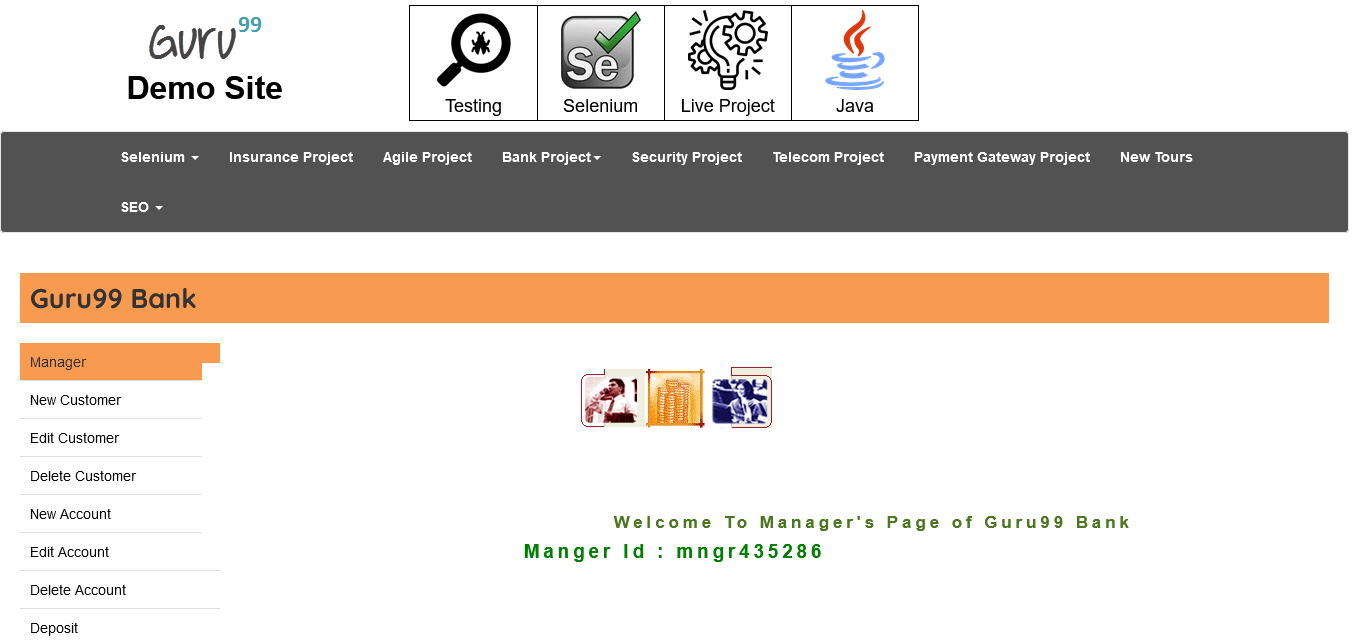 Guru99
Demo Site
Testing
Se
Selenium
Live Project
Java
Selenium
Insurance Project
Agile Project
Bank Project
Security Project
Telecom Project
Payment Gateway Project
New Tours
SEO
Guru99 Bank
Manager
New Customer
Edit Customer
Delete Customer
New Account
Edit Account
Delete Account
Deposit
Welcome To Manager's Page of Guru99 Bank
Manger Id : mngr435286